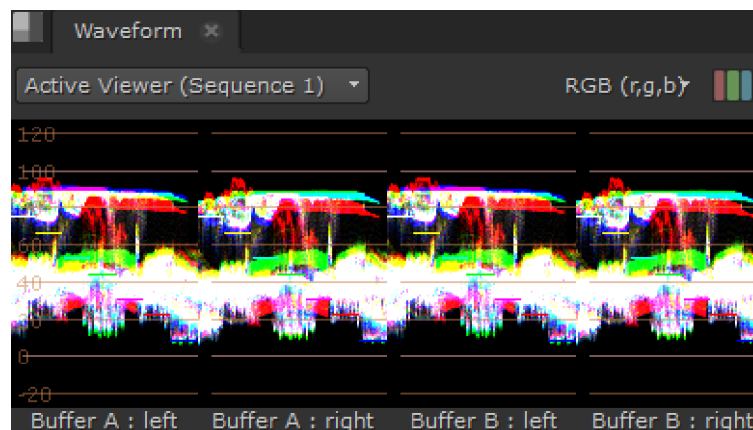 Waveform
Active Viewer (Sequence 1)
RGB (r,g,b)
120
100
80
60
40
20
0
-20
Buffer A : left
Buffer A : right
Buffer B : left
Buffer B : right